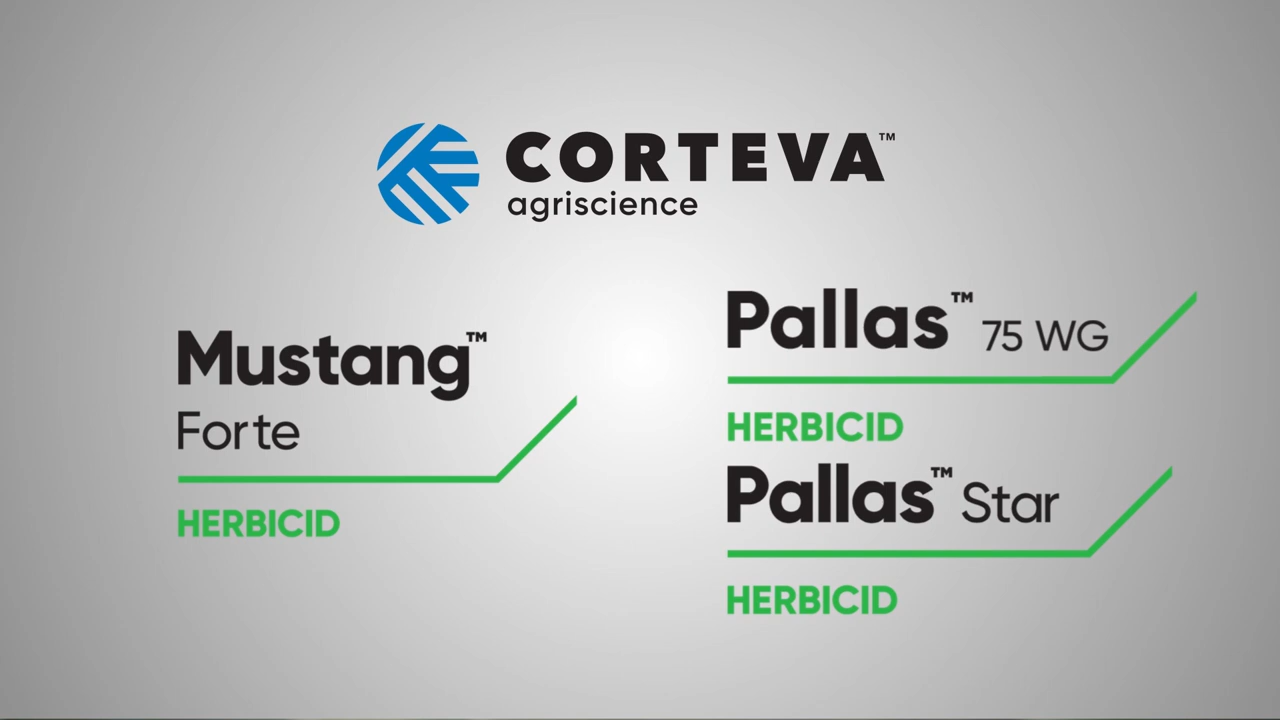 CORTEVA™
agriscience
Mustang™
Forte
HERBICID
Pallas™ 75 WG
HERBICID
Pallas™ Star
HERBICID